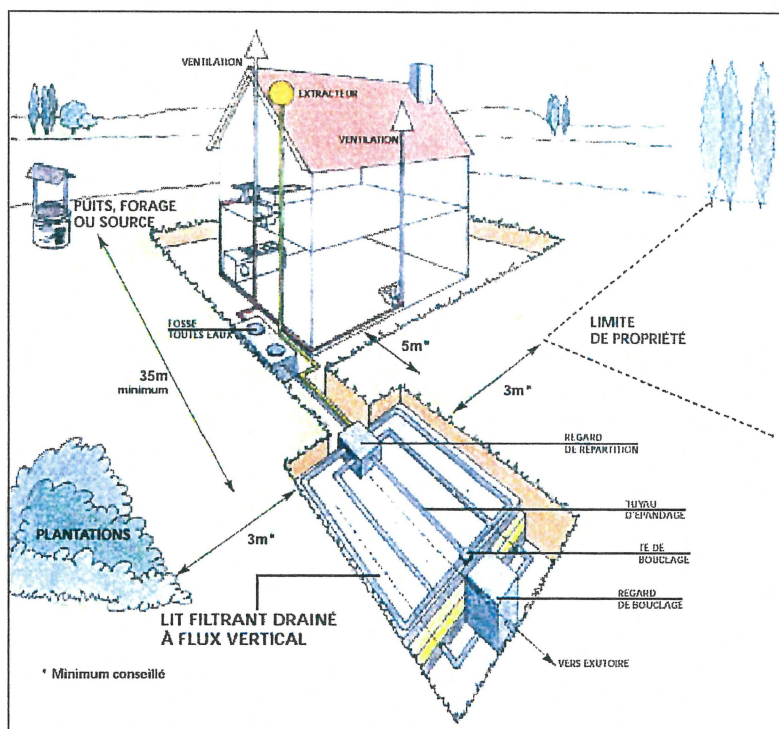 VENTILATION
EXTRACTEUR
VENTILATION
PUITS, FORAGE
OU SOURCE
FOSSE
TOUTES EAUX
5m*
LIMITE
DE PROPRIÉTÉ
35m
minimum
3m*
REGARD
DE RÉPARTITION
TUYAU
D'ÉPANDAGE
PLANTATIONS
3m*
TE DE
BOUCLAGE
REGARD
DE BOUCLAGE
LIT FILTRANT DRAINÉ
À FLUX VERTICAL
VERS EXUTOIRE
* Minimum conseillé